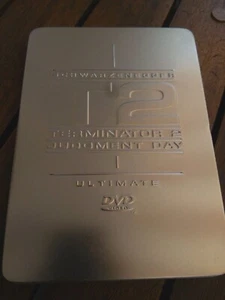 T2
TERMINATOR 2
JUDGMENT DAY
ULTIMATE
DVD